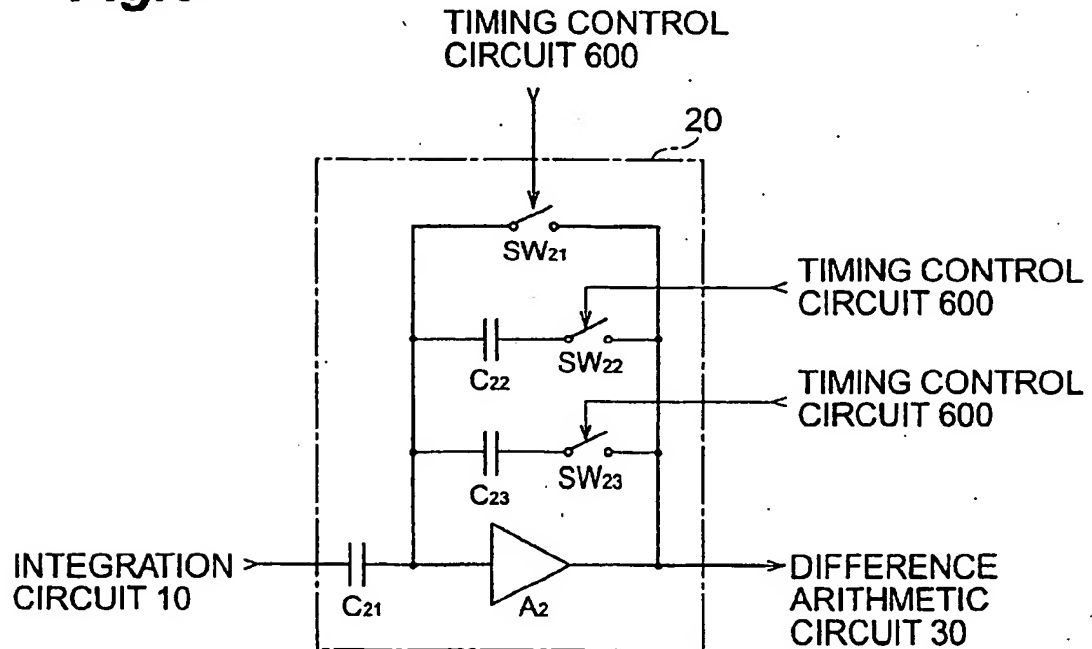 TIMING CONTROL
CIRCUIT 600
20
SW21
TIMING CONTROL
CIRCUIT 600
C22
SW22
TIMING CONTROL
CIRCUIT 600
C23
SW23
INTEGRATION
CIRCUIT 10
C21
A2
DIFFERENCE
ARITHMETIC
CIRCUIT 30